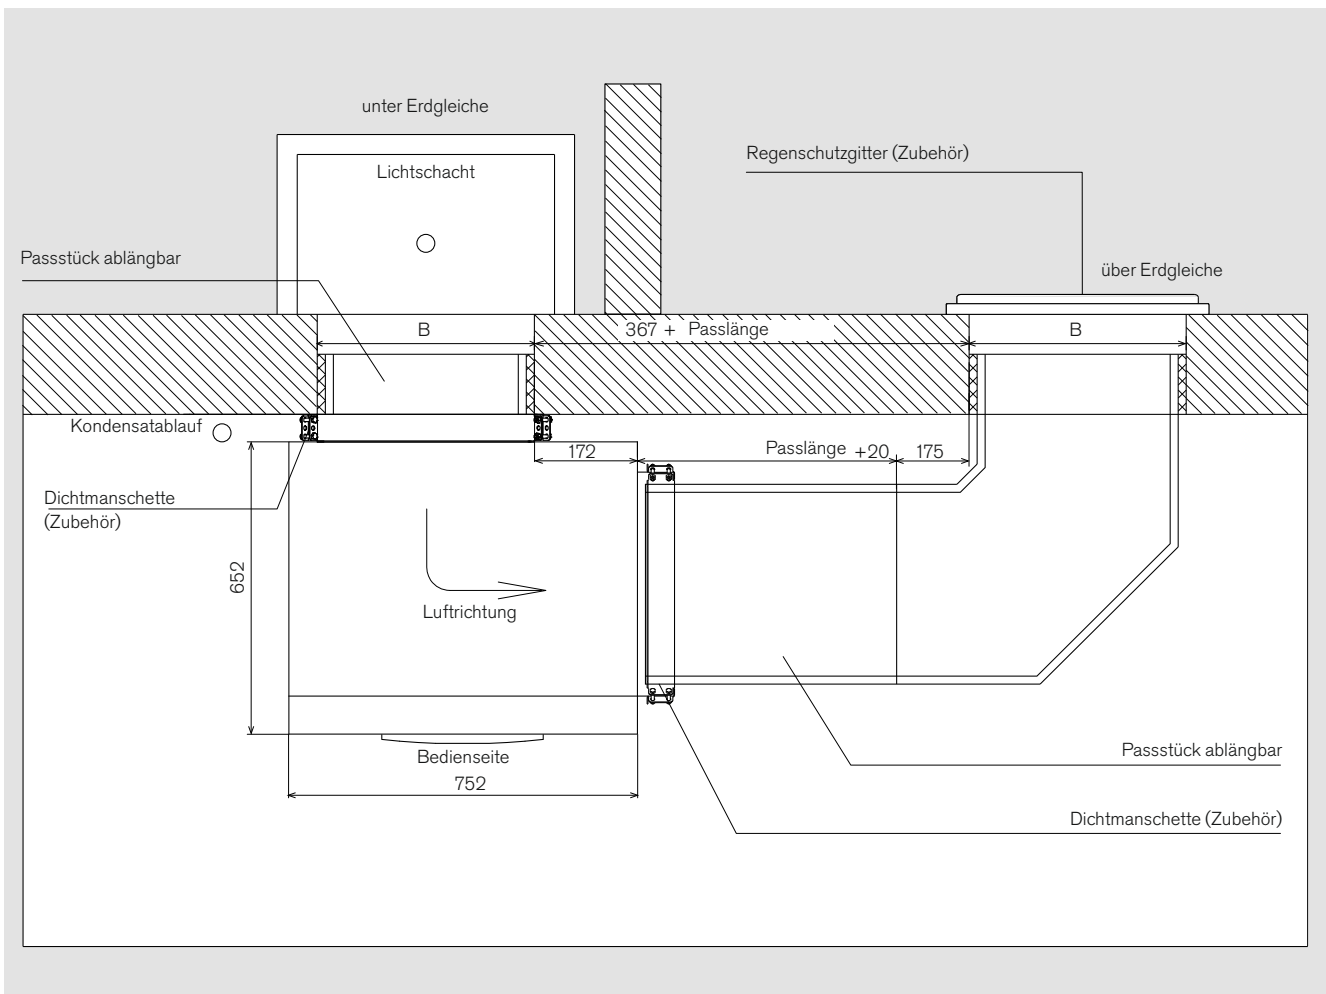 unter Erdgleiche
Lichtschacht
Regenschutzgitter (Zubehör)
Passstück ablängbar
über Erdgleiche
B
367 + Passlänge
B
Kondensatablauf
172
Passlänge +20
175
Dichtmanschette
(Zubehör)
652
Luftrichtung
Bedienseite
752
Passstück ablängbar
Dichtmanschette (Zubehör)